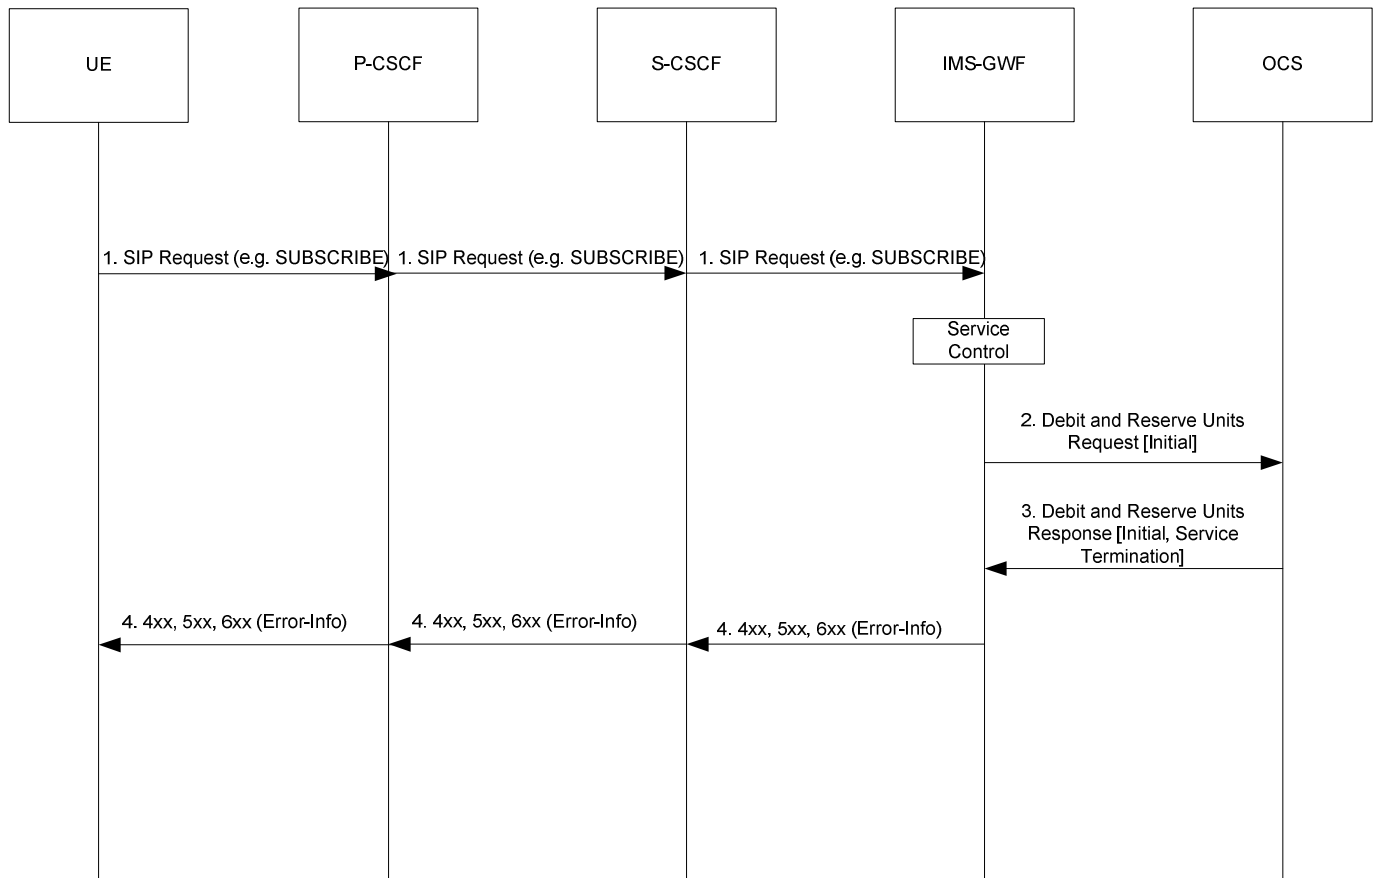 UE
P-CSCF
S-CSCF
IMS-GWF
OCS
1. SIP Request (e.g. SUBSCRIBE)
1. SIP Request (e.g. SUBSCRIBE)
1. SIP Request (e.g. SUBSCRIBE)
Service
Control
2. Debit and Reserve Units
Request [Initial]
3. Debit and Reserve Units
Response [Initial, Service
Termination]
4. 4xx, 5xx, 6xx (Error-Info)
4. 4xx, 5xx, 6xx (Error-Info)
4. 4xx, 5xx, 6xx (Error-Info)